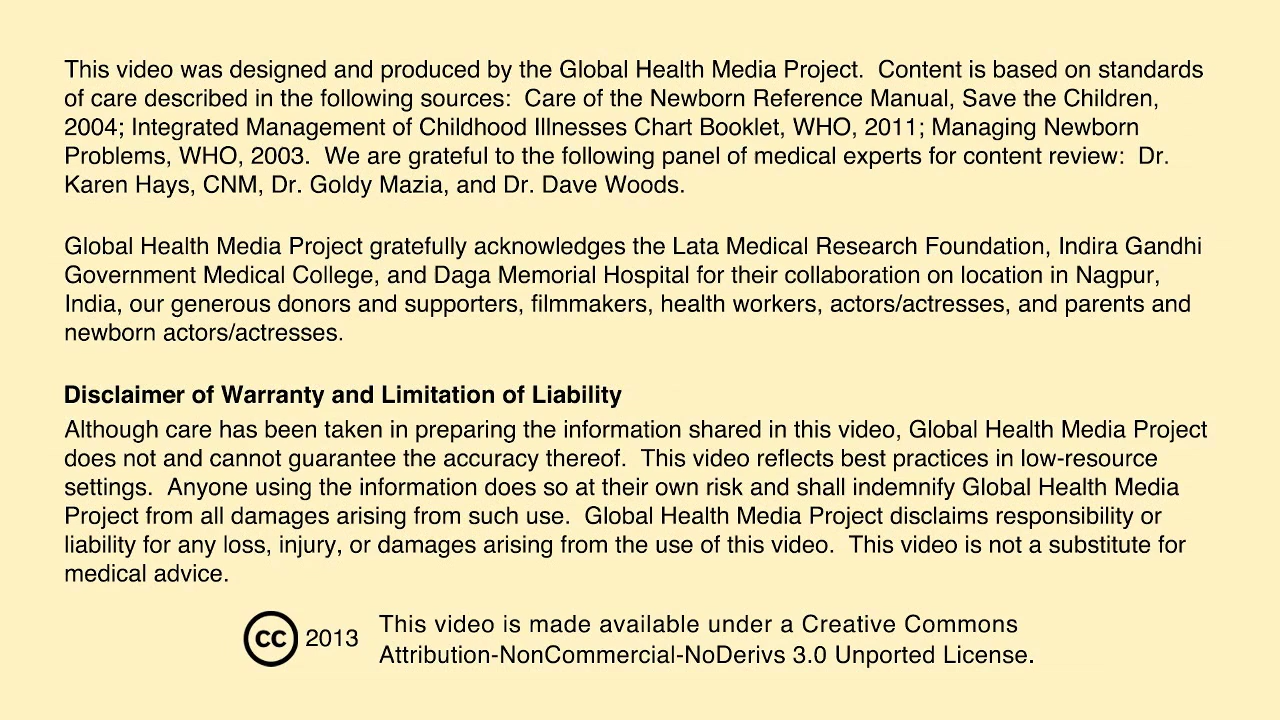 This video was designed and produced by the Global Health Media Project.  Content is based on standards
of care described in the following sources:  Care of the Newborn Reference Manual, Save the Children,
2004; Integrated Management of Childhood Illnesses Chart Booklet, WHO, 2011; Managing Newborn
Problems, WHO, 2003.  We are grateful to the following panel of medical experts for content review:  Dr.
Karen Hays, CNM, Dr. Goldy Mazia, and Dr. Dave Woods.
Global Health Media Project gratefully acknowledges the Lata Medical Research Foundation, Indira Gandhi
Government Medical College, and Daga Memorial Hospital for their collaboration on location in Nagpur,
India, our generous donors and supporters, filmmakers, health workers, actors/actresses, and parents and
newborn actors/actresses.
Disclaimer of Warranty and Limitation of Liability
Although care has been taken in preparing the information shared in this video, Global Health Media Project
does not and cannot guarantee the accuracy thereof.  This video reflects best practices in low-resource
settings.  Anyone using the information does so at their own risk and shall indemnify Global Health Media
Project from all damages arising from such use.  Global Health Media Project disclaims responsibility or
liability for any loss, injury, or damages arising from the use of this video.  This video is not a substitute for
medical advice.
cc 2013
This video is made available under a Creative Commons
Attribution-NonCommercial-NoDerivs 3.0 Unported License.